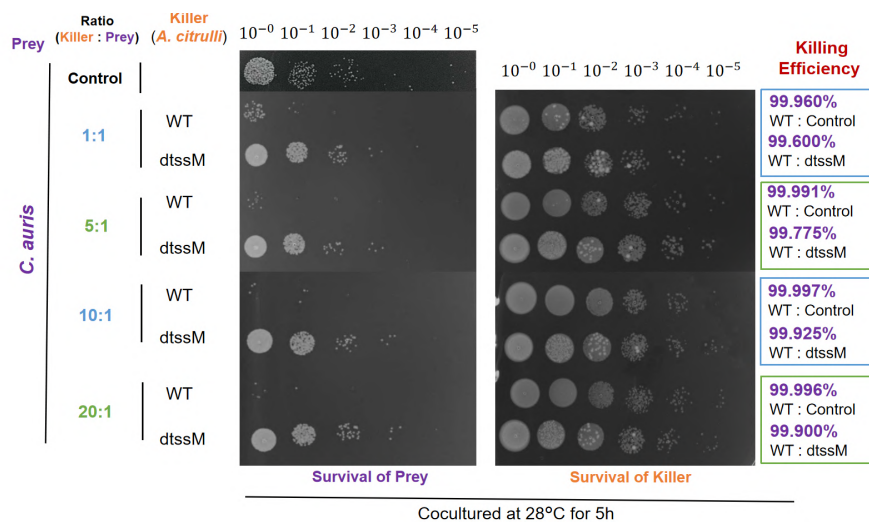 Prey
Ratio
(Killer : Prey)
Killer
(A. citrulli)
10⁻⁰ 10⁻¹ 10⁻² 10⁻³ 10⁻⁴ 10⁻⁵
10⁻⁰ 10⁻¹ 10⁻² 10⁻³ 10⁻⁴ 10⁻⁵
Killing
Efficiency
Control
C. auris
1:1
WT
dtssM
99.960%
WT : Control
99.600%
WT : dtssM
5:1
WT
dtssM
99.991%
WT : Control
99.775%
WT : dtssM
10:1
WT
dtssM
99.997%
WT : Control
99.925%
WT : dtssM
20:1
WT
dtssM
99.996%
WT : Control
99.900%
WT : dtssM
Survival of Prey
Survival of Killer
Cocultured at 28°C for 5h